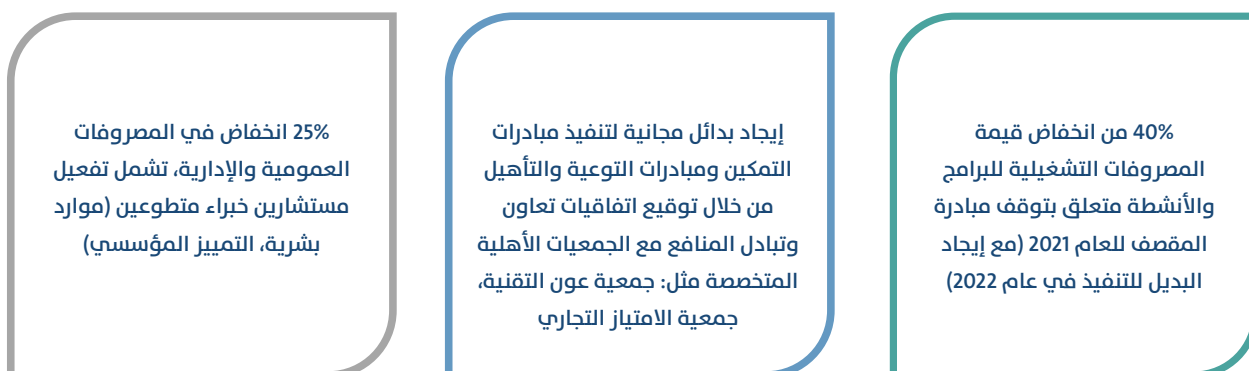 40% من انخفاض قيمة
المصروفات التشغيلية للبرامج
والأنشطة متعلق بتوقف مبادرة
المقصف للعام 2021 (مع إيجاد
البديل للتنفيذ في عام 2022)
إيجاد بدائل مجانية لتنفيذ مبادرات
التمكين ومبادرات التوعية والتأهيل
من خلال توقيع اتفاقيات تعاون
وتبادل المنافع مع الجمعيات الأهلية
المتخصصة مثل: جمعية عون التقنية،
جمعية الامتياز التجاري
25% انخفاض في المصروفات
العمومية والإدارية، تشمل تفعيل
مستشارين خبراء متطوعين (موارد
بشرية، التمييز المؤسسي)